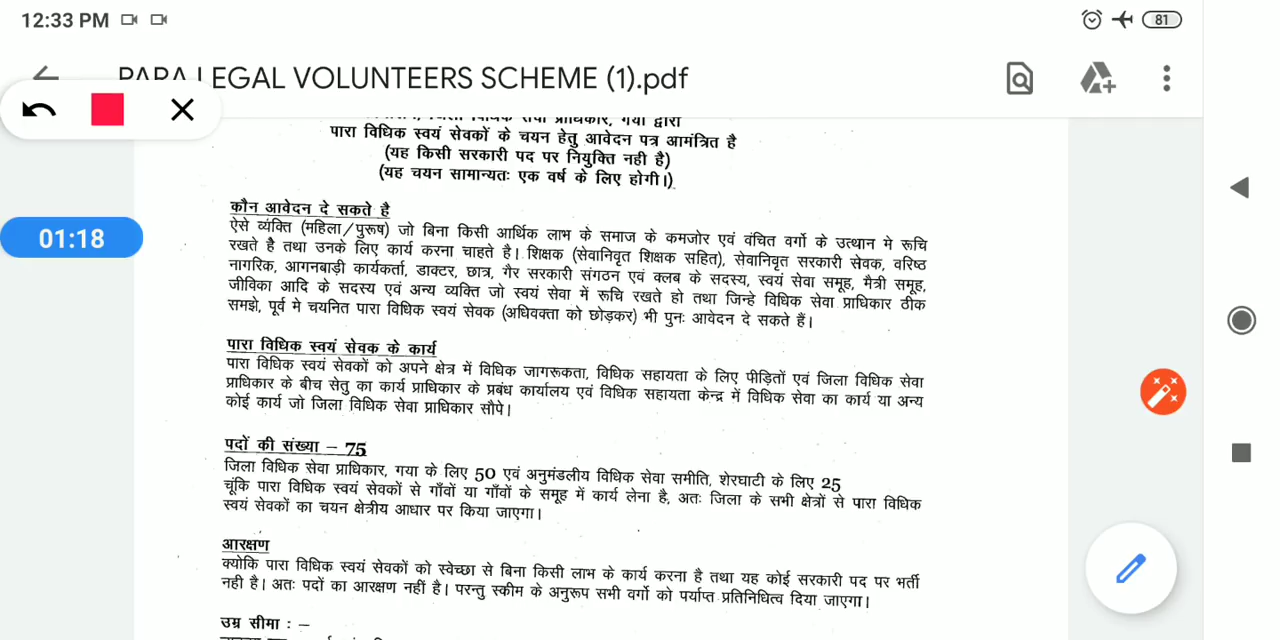 12:33 PM
81
PARA LEGAL VOLUNTEERS SCHEME (1).pdf
01:18
जिला विधिक सेवा प्राधिकार, गया द्वारा
पारा विधिक स्वयं सेवकों के चयन हेतु आवेदन पत्र आमंत्रित है
(यह किसी सरकारी पद पर नियुक्ति नही है)
(यह चयन सामान्यतः एक वर्ष के लिए होगी।)
कौन आवेदन दे सकते है
ऐसे व्यंक्ति (महिला/पुरूष) जो बिना किसी आर्थिक लाभ के समाज के कमजोर एवं वंचित वर्गो के उत्थान मे रूचि
रखते है तथा उनके लिए कार्य करना चाहते है। शिक्षक (सेवानिवृत शिक्षक सहित), सेवानिवृत सरकारी सेवक, वरिष्ठ
नागरिक, आगनबाड़ी कार्यकर्ता, डाक्टर, छात्र, गैर सरकारी संगठन एवं क्लब के सदस्य, स्वयं सेवा समूह, मैत्री समूह,
जीविका आदि के सदस्य एवं अन्य व्यक्ति जो स्वयं सेवा में रूचि रखते हो तथा जिन्हे विधिक सेवा प्राधिकार ठीक
समझे, पूर्व मे चयनित पारा विधिक स्वयं सेवक (अधिवक्ता को छोड़कर) भी पुनः आवेदन दे सकते हैं।
पारा विधिक स्वयं सेवक के कार्य
पारा विधिक स्वयं सेवकों को अपने क्षेत्र में विधिक जागरूकता, विधिक सहायता के लिए पीड़ितों एवं जिला विधिक सेवा
प्राधिकार के बीच सेतु का कार्य प्राधिकार के प्रबंध कार्यालय एवं विधिक सहायता केन्द्र में विधिक सेवा का कार्य या अन्य
कोई कार्य जो जिला विधिक सेवा प्राधिकार सौपे।
पदों की संख्या – 75
जिला विधिक सेवा प्राधिकार, गया के लिए 50 एवं अनुमंडलीय विधिक सेवा समीति, शेरघाटी के लिए 25
चूंकि पारा विधिक स्वयं सेवकों से गाँवों या गाँवों के समूह में कार्य लेना है, अतः जिला के सभी क्षेत्रों से पारा विधिक
स्वयं सेवकों का चयन क्षेत्रीय आधार पर किया जाएगा।
आरक्षण
क्योकि पारा विधिक स्वयं सेवकों को स्वेच्छा से बिना किसी लाभ के कार्य करना है तथा यह कोई सरकारी पद पर भर्ती
नही है। अतः पदों का आरक्षण नहीं है। परन्तु स्कीम के अनुरूप सभी वर्गो को पर्याप्त प्रतिनिधित्व दिया जाएगा।
उम्र सीमा : –